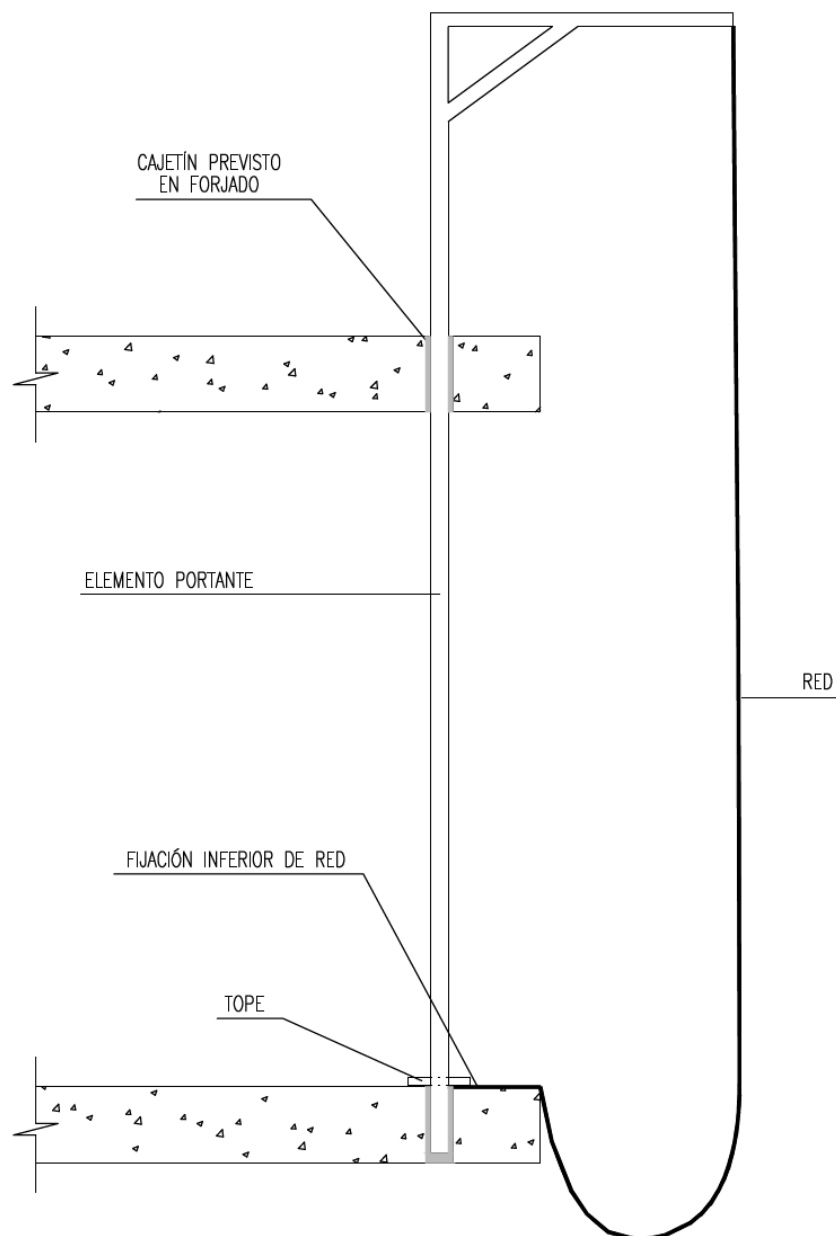 CAJETÍN PREVISTO
EN FORJADO
ELEMENTO PORTANTE
RED
FIJACIÓN INFERIOR DE RED
TOPE